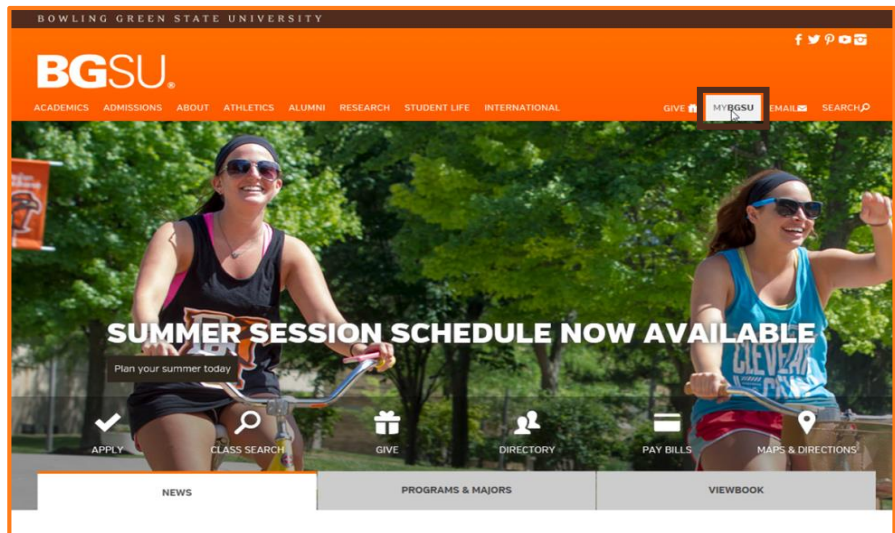 BOWLING GREEN STATE UNIVERSITY
BGSU®
ACADEMICS ADMISSIONS ABOUT ATHLETICS ALUMNI RESEARCH STUDENT LIFE INTERNATIONAL GIVE MYBGSU EMAIL SEARCH
SUMMER SESSION SCHEDULE NOW AVAILABLE
CLEVELAND
Plan your summer today
APPLY CLASS SEARCH GIVE DIRECTORY PAY BILLS MAPS & DIRECTIONS
NEWS PROGRAMS & MAJORS VIEWBOOK